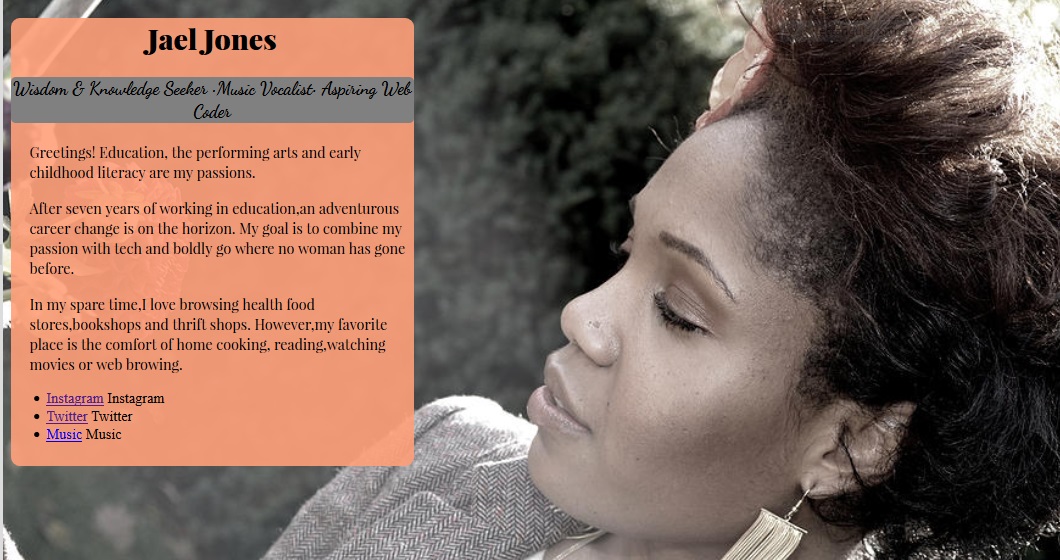 Jael Jones
Wisdom & Knowledge Seeker ·Music Vocalist· Aspiring Web
Coder
Greetings! Education, the performing arts and early
childhood literacy are my passions.
After seven years of working in education,an adventurous
career change is on the horizon. My goal is to combine my
passion with tech and boldly go where no woman has gone
before.
In my spare time,I love browsing health food
stores,bookshops and thrift shops. However,my favorite
place is the comfort of home cooking, reading,watching
movies or web browing.
• Instagram Instagram
• Twitter Twitter
• Music Music